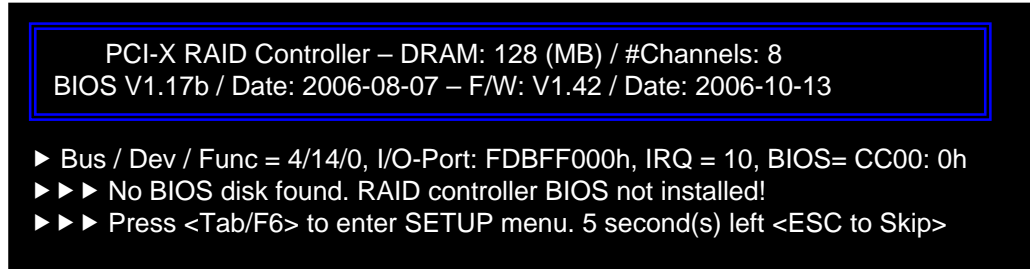 PCI-X RAID Controller – DRAM: 128 (MB) / #Channels: 8
BIOS V1.17b / Date: 2006-08-07 – F/W: V1.42 / Date: 2006-10-13
► Bus / Dev / Func = 4/14/0, I/O-Port: FDBFF000h, IRQ = 10, BIOS= CC00: 0h
►►► No BIOS disk found. RAID controller BIOS not installed!
►►► Press <Tab/F6> to enter SETUP menu. 5 second(s) left <ESC to Skip>